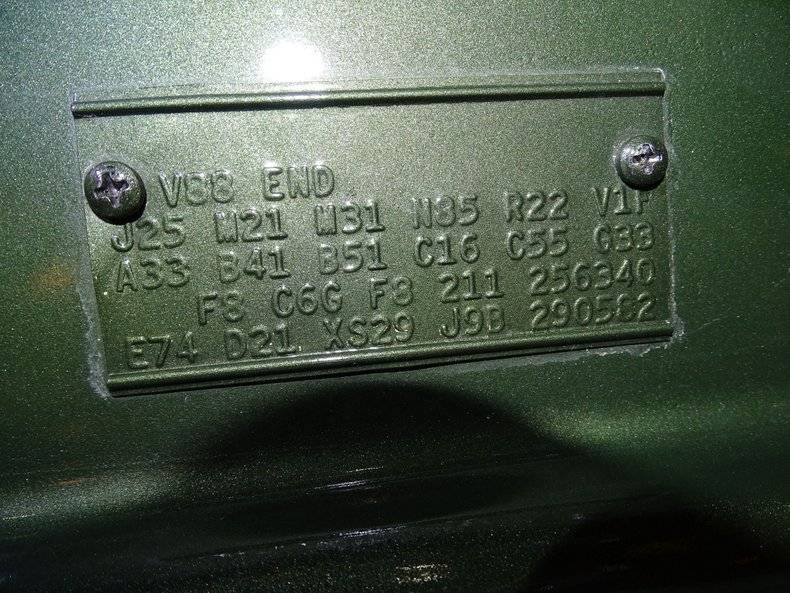 V88 END
J25 M21 M31 N85 R22 V1F
A33 B41 B51 C16 C55 G33
F8 C6G F8 211 256340
E74 D21 XS29 J9B 290582